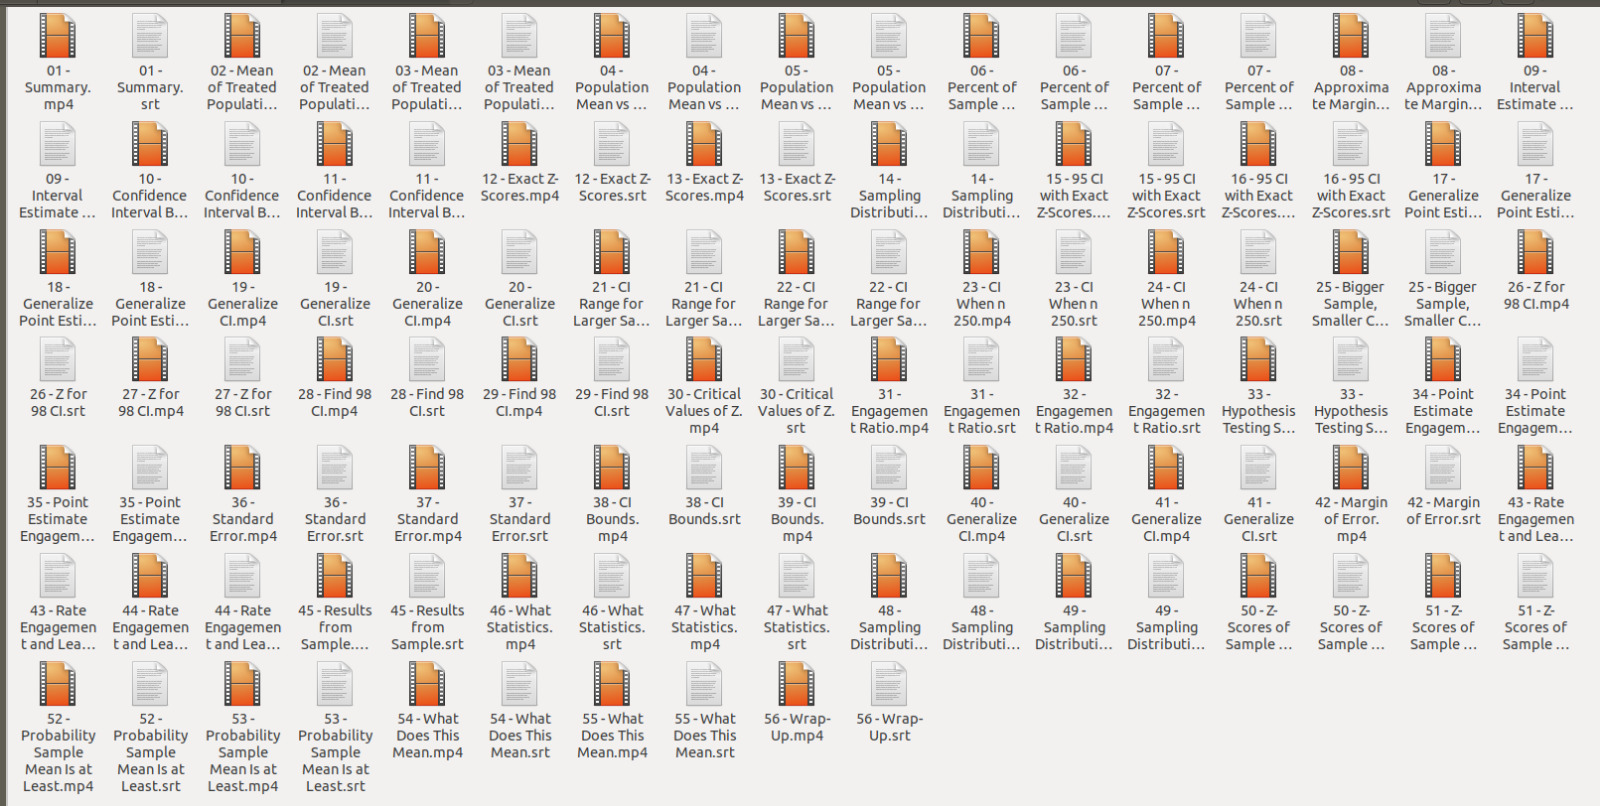 01 -
Summary.
mp4
01 -
Summary.
srt
02 - Mean
of Treated
Populati...
02 - Mean
of Treated
Populati...
03 - Mean
of Treated
Populati...
03 - Mean
of Treated
Populati...
04 -
Population
Mean vs ...
04 -
Population
Mean vs ...
05 -
Population
Mean vs ...
05 -
Population
Mean vs ...
06 -
Percent of
Sample ...
06 -
Percent of
Sample ...
07 -
Percent of
Sample ...
07 -
Percent of
Sample ...
08 -
Approxima
te Margin...
08 -
Approxima
te Margin...
09 -
Interval
Estimate ...
09 -
Interval
Estimate ...
10 -
Confidence
Interval B...
10 -
Confidence
Interval B...
11 -
Confidence
Interval B...
11 -
Confidence
Interval B...
12 - Exact Z-
Scores.mp4
12 - Exact Z-
Scores.srt
13 - Exact Z-
Scores.mp4
13 - Exact Z-
Scores.srt
14 -
Sampling
Distributi...
14 -
Sampling
Distributi...
15 - 95 CI
with Exact
Z-Scores....
15 - 95 CI
with Exact
Z-Scores.srt
16 - 95 CI
with Exact
Z-Scores....
16 - 95 CI
with Exact
Z-Scores.srt
17 -
Generalize
Point Esti...
17 -
Generalize
Point Esti...
18 -
Generalize
Point Esti...
18 -
Generalize
Point Esti...
19 -
Generalize
CI.mp4
19 -
Generalize
CI.srt
20 -
Generalize
CI.mp4
20 -
Generalize
CI.srt
21 - CI
Range for
Larger Sa...
21 - CI
Range for
Larger Sa...
22 - CI
Range for
Larger Sa...
22 - CI
Range for
Larger Sa...
23 - CI
When n
250.mp4
23 - CI
When n
250.srt
24 - CI
When n
250.mp4
24 - CI
When n
250.srt
25 - Bigger
Sample,
Smaller C...
25 - Bigger
Sample,
Smaller C...
26 - Z for
98 CI.mp4
26 - Z for
98 CI.srt
27 - Z for
98 CI.mp4
27 - Z for
98 CI.srt
28 - Find 98
CI.mp4
28 - Find 98
CI.srt
29 - Find 98
CI.mp4
29 - Find 98
CI.srt
30 - Critical
Values of Z.
mp4
30 - Critical
Values of Z.
srt
31 -
Engagemen
t Ratio.mp4
31 -
Engagemen
t Ratio.srt
32 -
Engagemen
t Ratio.mp4
32 -
Engagemen
t Ratio.srt
33 -
Hypothesis
Testing S...
33 -
Hypothesis
Testing S...
34 - Point
Estimate
Engagem...
34 - Point
Estimate
Engagem...
35 - Point
Estimate
Engagem...
35 - Point
Estimate
Engagem...
36 -
Standard
Error.mp4
36 -
Standard
Error.srt
37 -
Standard
Error.mp4
37 -
Standard
Error.srt
38 - CI
Bounds.
mp4
38 - CI
Bounds.srt
39 - CI
Bounds.
mp4
39 - CI
Bounds.srt
40 -
Generalize
CI.mp4
40 -
Generalize
CI.srt
41 -
Generalize
CI.mp4
41 -
Generalize
CI.srt
42 - Margin
of Error.
mp4
42 - Margin
of Error.srt
43 - Rate
Engagemen
t and Lea...
43 - Rate
Engagemen
t and Lea...
44 - Rate
Engagemen
t and Lea...
44 - Rate
Engagemen
t and Lea...
45 - Results
from
Sample....
45 - Results
from
Sample.srt
46 - What
Statistics.
mp4
46 - What
Statistics.
srt
47 - What
Statistics.
mp4
47 - What
Statistics.
srt
48 -
Sampling
Distributi...
48 -
Sampling
Distributi...
49 -
Sampling
Distributi...
49 -
Sampling
Distributi...
50 - Z-
Scores of
Sample ...
50 - Z-
Scores of
Sample ...
51 - Z-
Scores of
Sample ...
51 - Z-
Scores of
Sample ...
52 -
Probability
Sample
Mean Is at
Least.mp4
52 -
Probability
Sample
Mean Is at
Least.srt
53 -
Probability
Sample
Mean Is at
Least.mp4
53 -
Probability
Sample
Mean Is at
Least.srt
54 - What
Does This
Mean.mp4
54 - What
Does This
Mean.srt
55 - What
Does This
Mean.mp4
55 - What
Does This
Mean.srt
56 - Wrap-
Up.mp4
56 - Wrap-
Up.srt